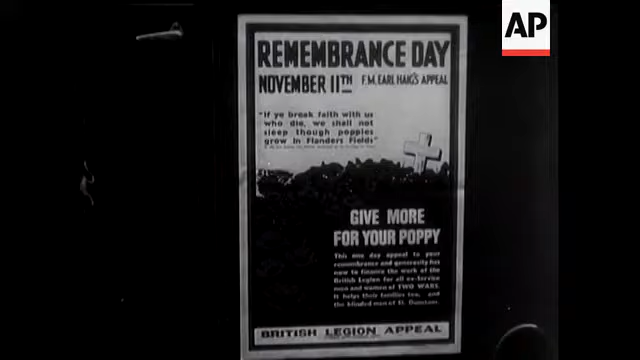 AP
REMEMBRANCE DAY
NOVEMBER 11TH F.M. EARL HAIG'S APPEAL
"If ye break faith with us
who die, we shall not
sleep though poppies
grow in Flanders Fields"
GIVE MORE
FOR YOUR POPPY
This one day appeal to your
remembrance and generosity has
now to finance the work of the
British Legion for all ex-Service
men and women of TWO WARS.
It helps their families too, and
the blinded men of St. Dunstans.
BRITISH LEGION APPEAL